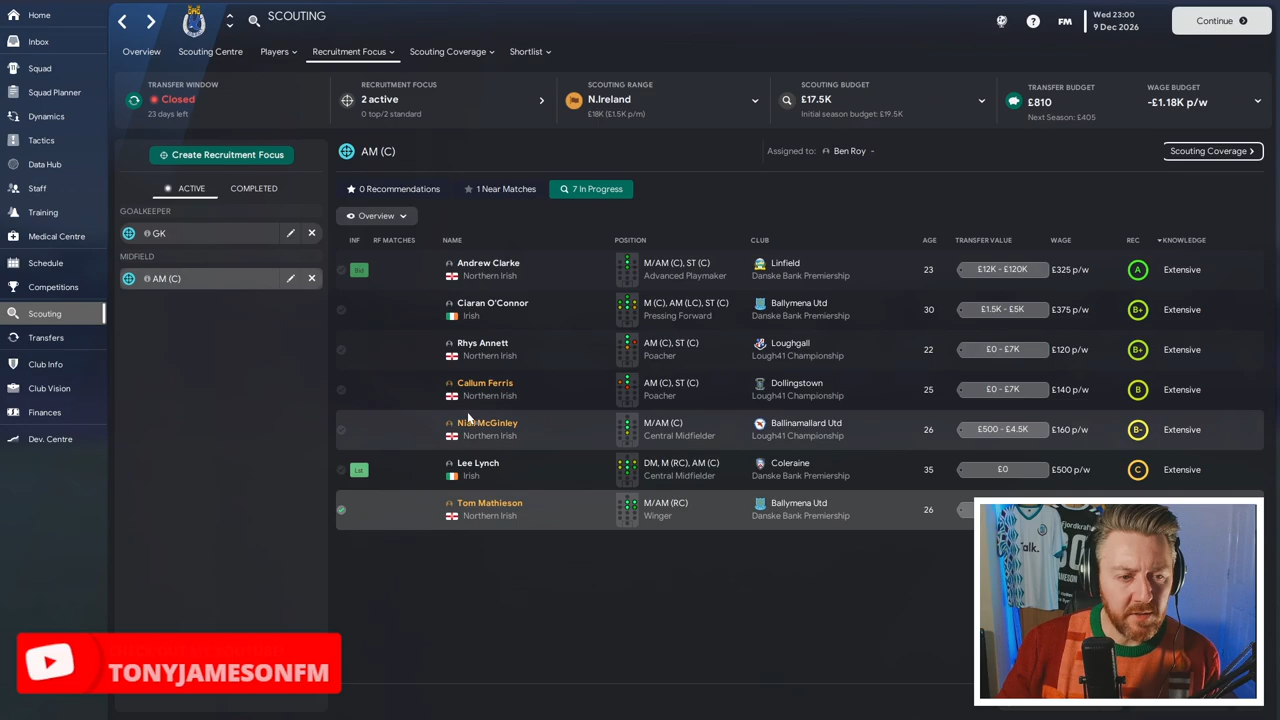 Home
SCOUTING
Wed 23:00
9 Dec 2026
Continue
FM
Inbox
Squad
Squad Planner
Dynamics
Tactics
Data Hub
Staff
Training
Medical Centre
Schedule
Competitions
Scouting
Transfers
Club Info
Club Vision
Finances
Dev. Centre
Overview Scouting Centre Players Recruitment Focus Scouting Coverage Shortlist
TRANSFER WINDOW
Closed
23 days left
RECRUITMENT FOCUS
2 active
0 top/2 standard
SCOUTING RANGE
N.Ireland
£18K (£1.5K p/m)
SCOUTING BUDGET
£17.5K
Initial season budget: £19.5K
TRANSFER BUDGET
£810
Next Season: £405
WAGE BUDGET
-£1.18K p/w
Create Recruitment Focus
ACTIVE COMPLETED
GOALKEEPER
GK
MIDFIELD
AM (C)
AM (C)
Assigned to: Ben Roy -
Scouting Coverage >
0 Recommendations 1 Near Matches 7 In Progress
Overview
INF RF MATCHES NAME POSITION CLUB AGE TRANSFER VALUE WAGE REC KNOWLEDGE
Bid Andrew Clarke M/AM (C), ST (C) Linfield 23 £12K - £120K £325 p/w A Extensive
Northern Irish Advanced Playmaker Danske Bank Premiership
Ciaran O'Connor M (C), AM (LC), ST (C) Ballymena Utd 30 £1.5K - £5K £375 p/w B+ Extensive
Irish Pressing Forward Danske Bank Premiership
Rhys Annett AM (C), ST (C) Loughgall 22 £0 - £7K £120 p/w B+ Extensive
Northern Irish Poacher Lough41 Championship
Callum Ferris AM (C), ST (C) Dollingstown 25 £0 - £7K £140 p/w B Extensive
Northern Irish Poacher Lough41 Championship
McGinley M/AM (C) Ballinamallard Utd 26 £500 - £4.5K £160 p/w B- Extensive
Northern Irish Central Midfielder Lough41 Championship
Lst Lee Lynch DM, M (RC), AM (C) Coleraine 35 £0 £500 p/w C Extensive
Irish Central Midfielder Danske Bank Premiership
Tom Mathieson M/AM (RC) Ballymena Utd 26
Northern Irish Winger Danske Bank Premiership
Talk.
TONYJAMESONFM